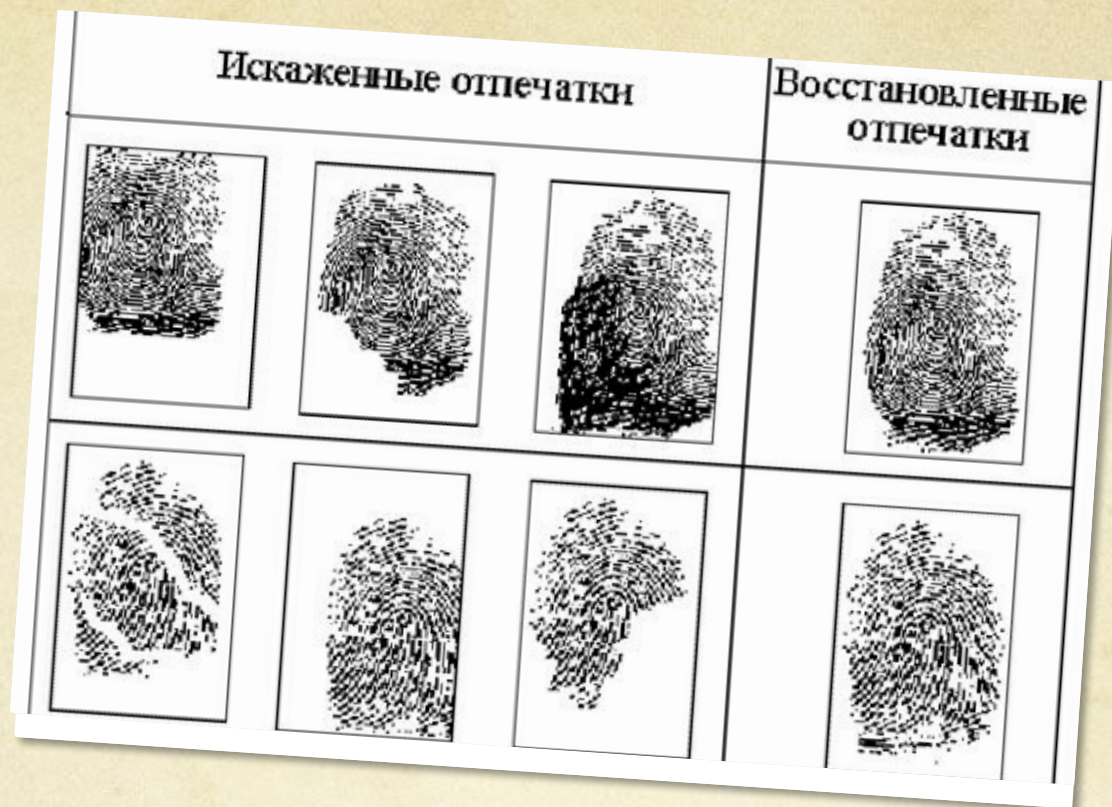 Искаженные отпечатки
Восстановленные
отпечатки